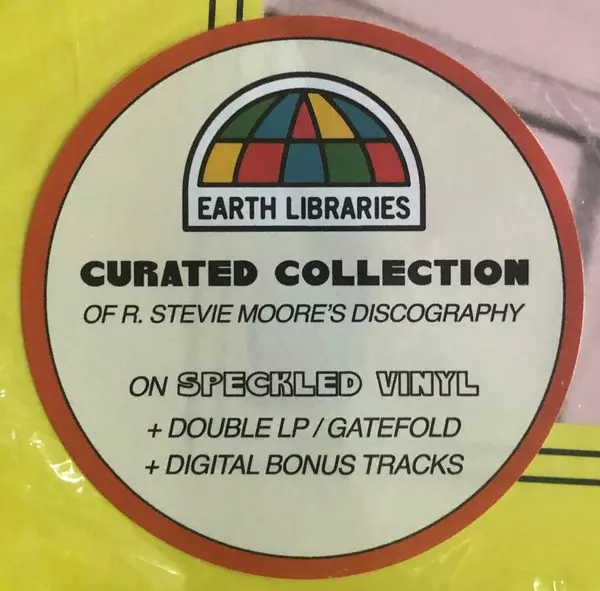 EARTH LIBRARIES
CURATED COLLECTION
OF R. STEVIE MOORE'S DISCOGRAPHY
ON SPECKLED VINYL
+ DOUBLE LP / GATEFOLD
+ DIGITAL BONUS TRACKS